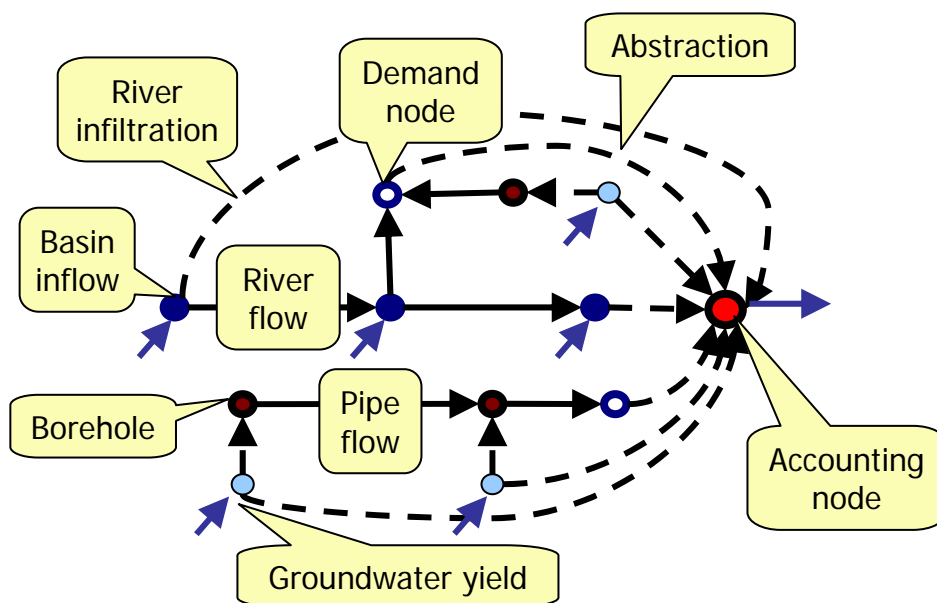 Abstraction
Demand
node
River
infiltration
Basin
inflow
River
flow
Borehole
Pipe
flow
Accounting
node
Groundwater yield